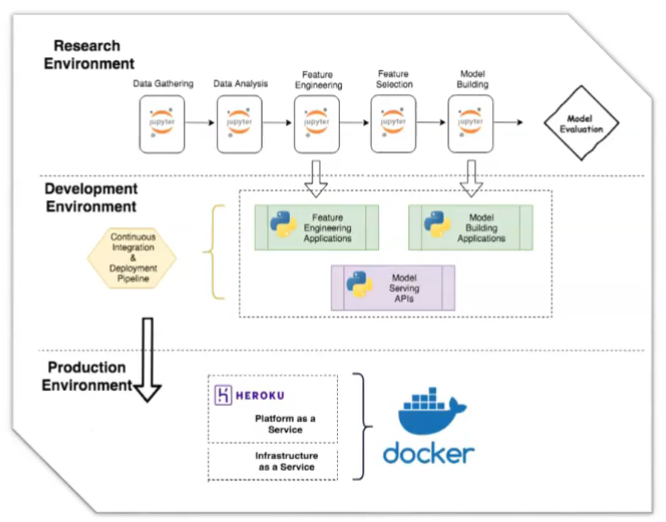 Research
Environment
Data Gathering
Data Analysis
Feature
Engineering
Feature
Selection
Model
Building
jupyter
jupyter
jupyter
jupyter
jupyter
Model
Evaluation
Development
Environment
Continuous
Integration
&
Deployment
Pipeline
Feature
Engineering
Applications
Model
Building
Applications
Model
Serving
APIs
Production
Environment
HEROKU
Platform as a
Service
Infrastructure
as a Service
docker